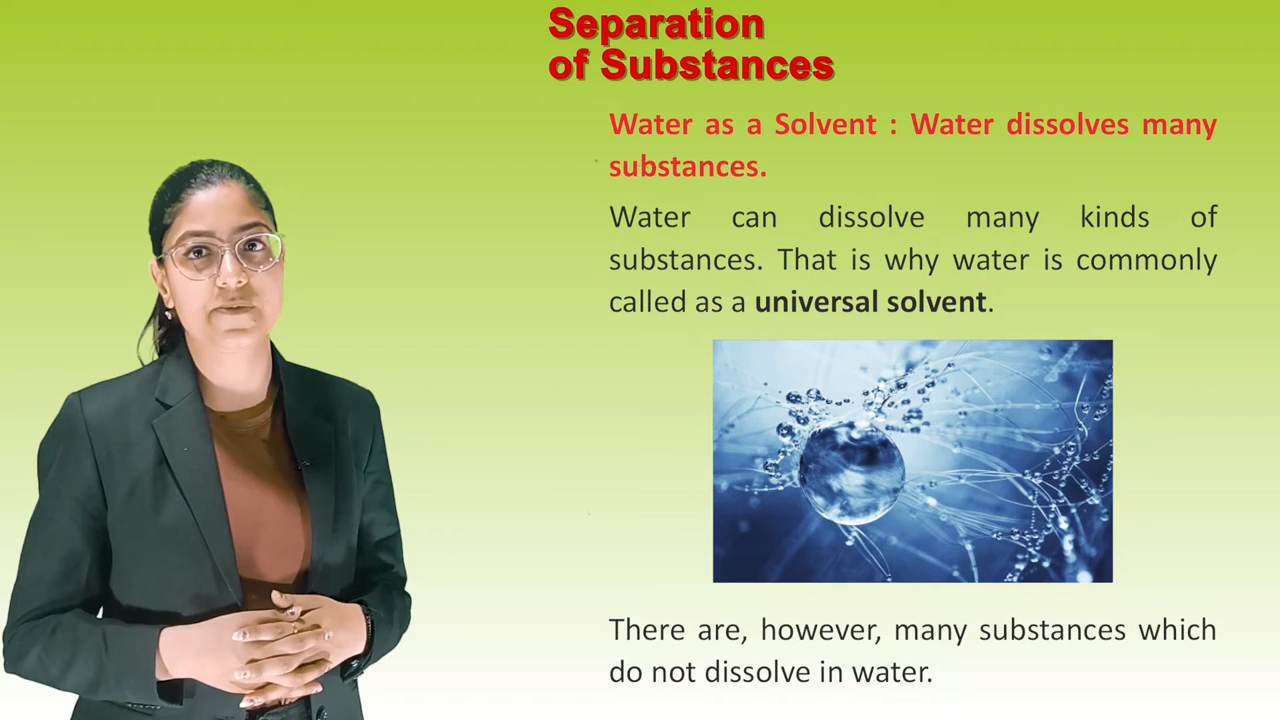 Separation
of Substances
Water as a Solvent : Water dissolves many
substances.
Water can dissolve many kinds of
substances. That is why water is commonly
called as a universal solvent.
There are, however, many substances which
do not dissolve in water.